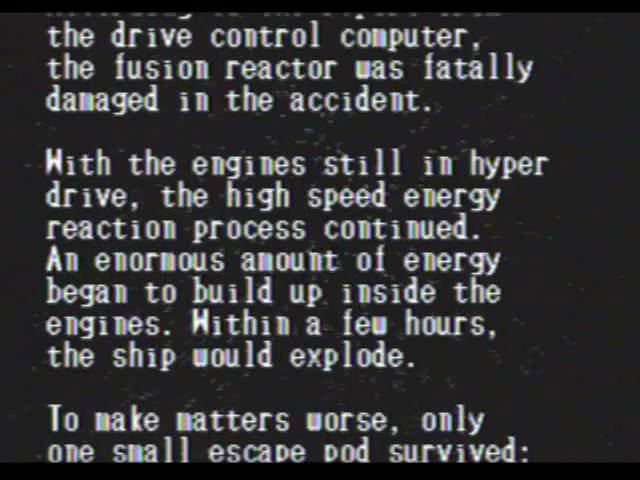 the drive control computer,
the fusion reactor was fatally
damaged in the accident.
With the engines still in hyper
drive, the high speed energy
reaction process continued.
An enormous amount of energy
began to build up inside the
engines. Within a few hours,
the ship would explode.
To make matters worse, only
one small escape pod survived: